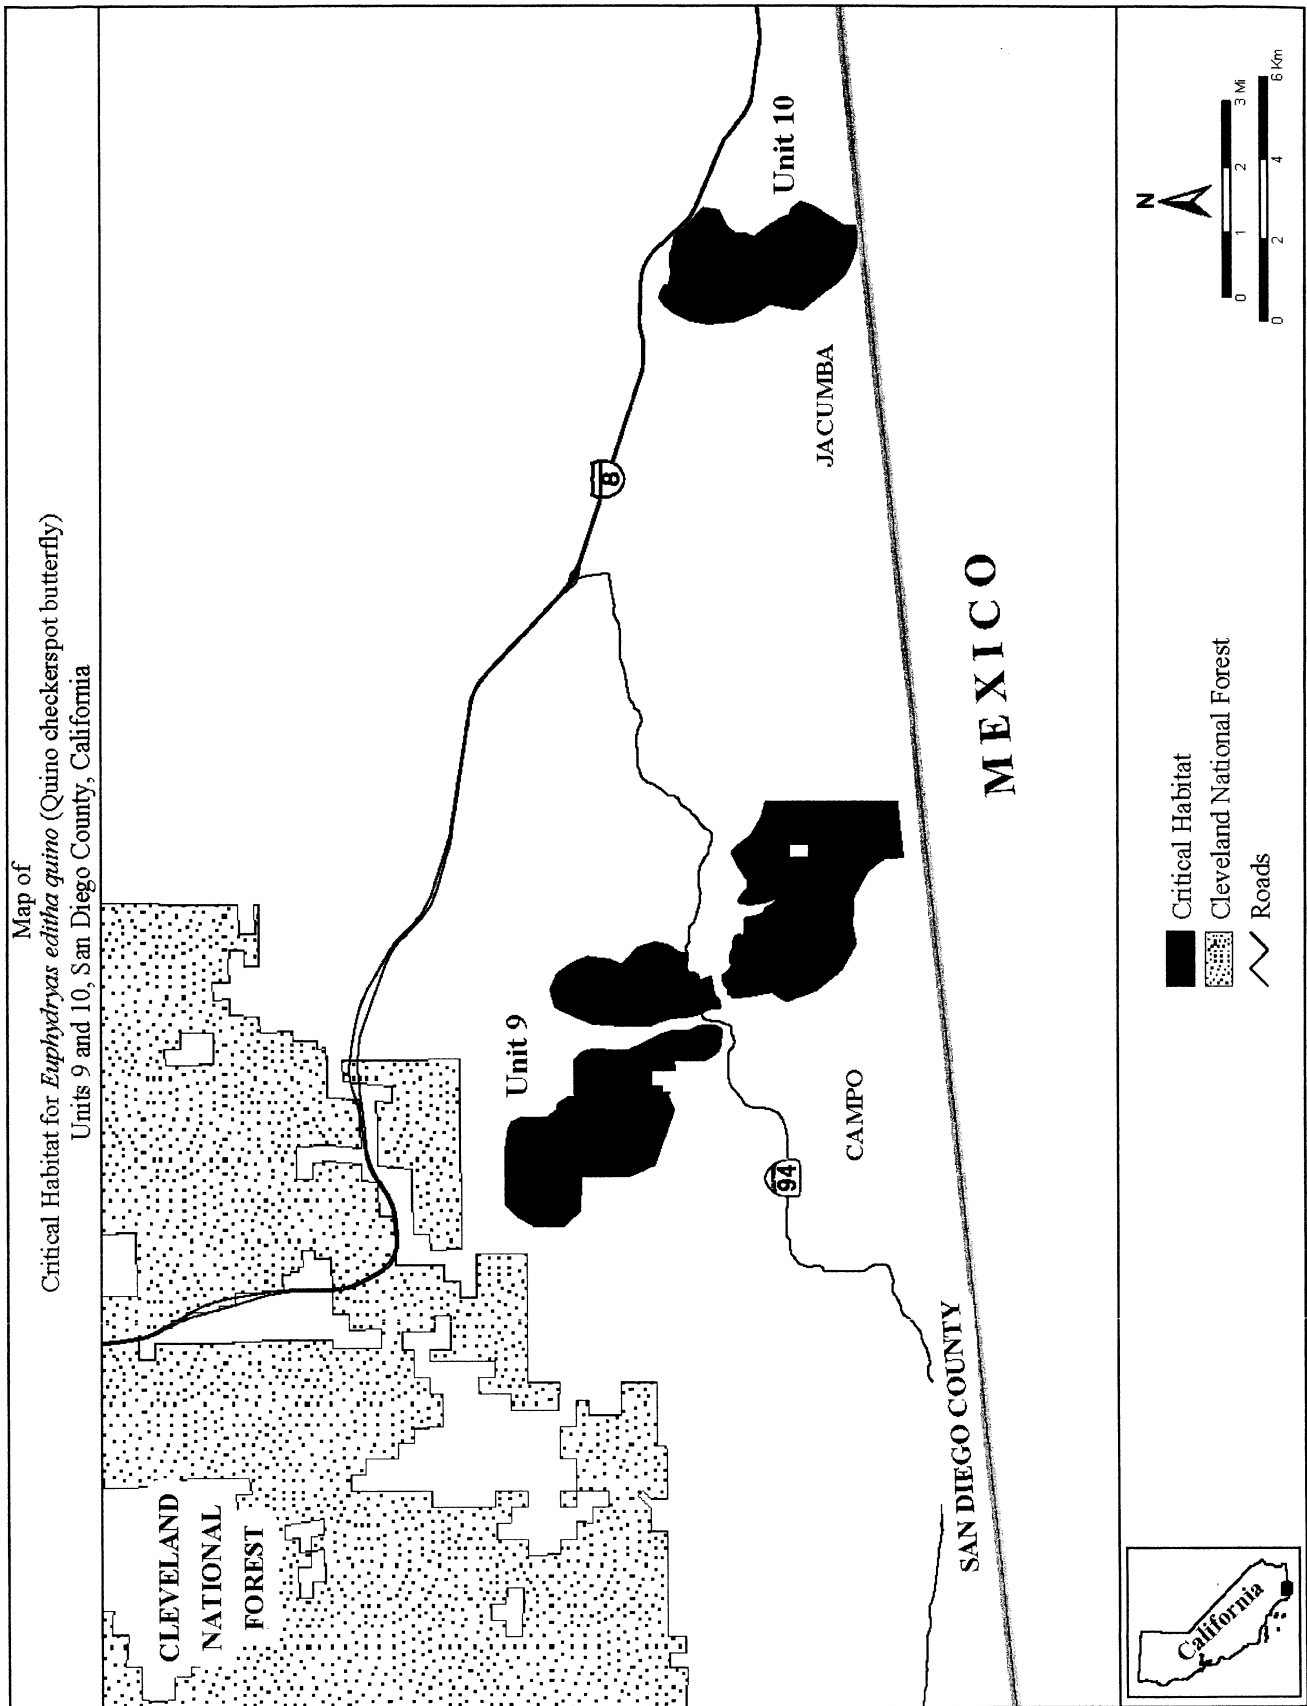 Map of
Critical Habitat for Euphydryas editha quino (Quino checkerspot butterfly)
Units 9 and 10, San Diego County, California
CLEVELAND
NATIONAL
FOREST
Unit 9
Unit 10
8
94
CAMPO
JACUMBA
SAN DIEGO COUNTY
MEXICO
California
Critical Habitat
Cleveland National Forest
Roads
N
0 1 2 3 Mi
0 2 4 6 Km